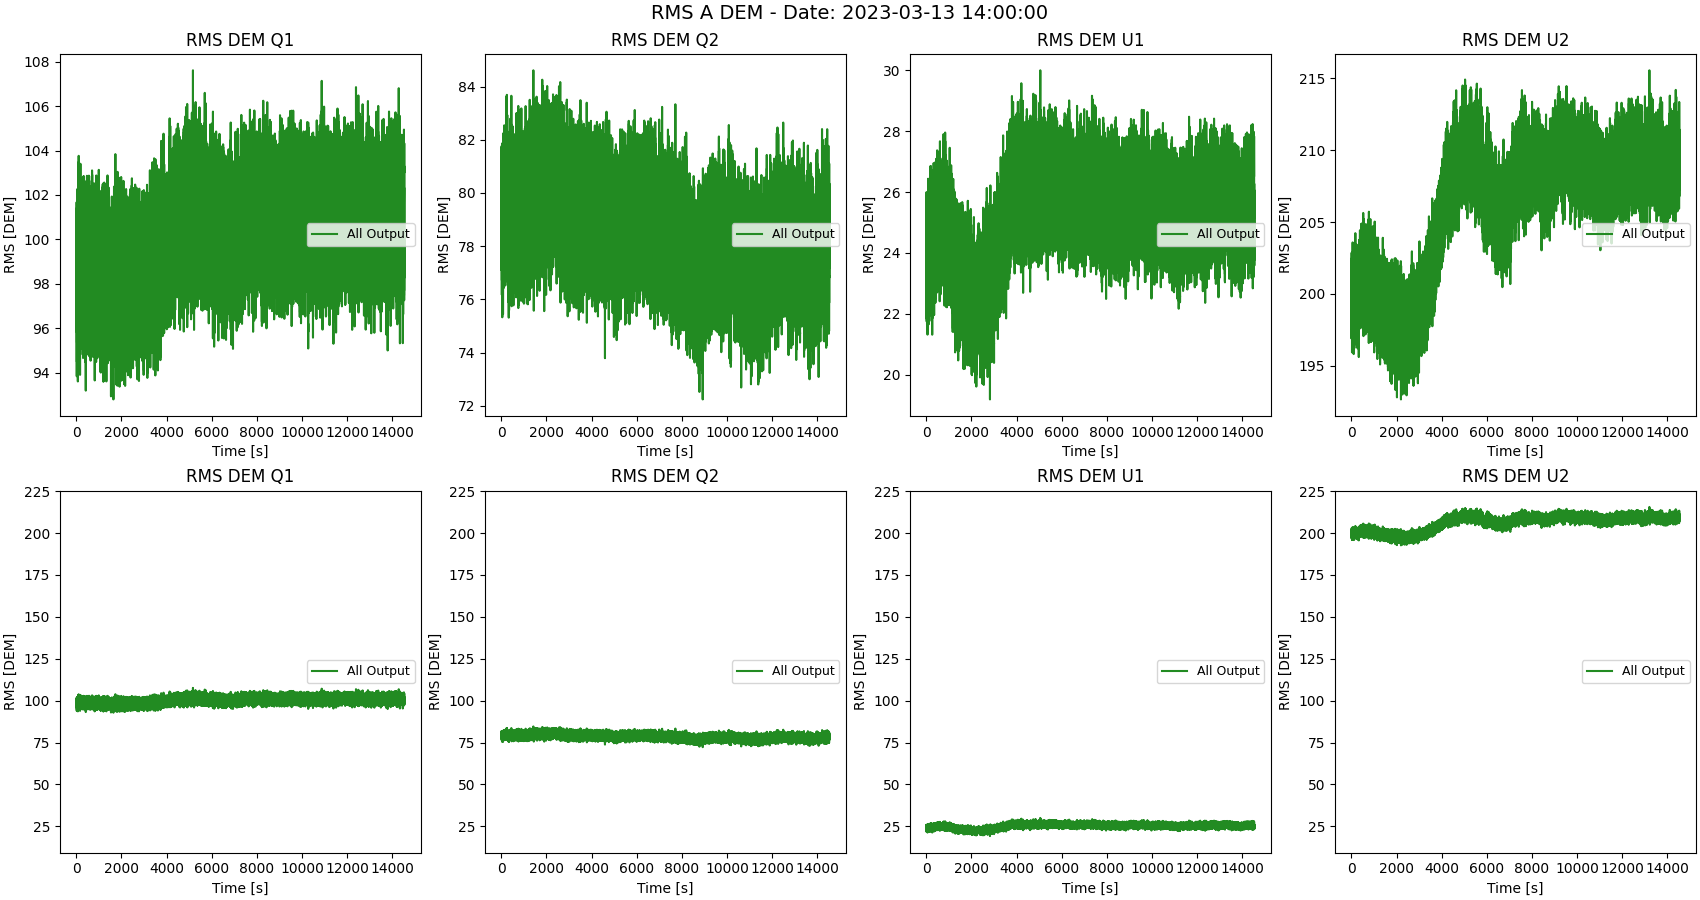 RMS A DEM - Date: 2023-03-13 14:00:00
RMS DEM Q1
RMS [DEM]
108
106
104
102
100
98
96
94
All Output
0 2000 4000 6000 8000 10000 12000 14000
Time [s]
RMS DEM Q2
RMS [DEM]
84
82
80
78
76
74
72
All Output
0 2000 4000 6000 8000 10000 12000 14000
Time [s]
RMS DEM U1
RMS [DEM]
30
28
26
24
22
20
All Output
0 2000 4000 6000 8000 10000 12000 14000
Time [s]
RMS DEM U2
RMS [DEM]
215
210
205
200
195
All Output
0 2000 4000 6000 8000 10000 12000 14000
Time [s]
RMS DEM Q1
RMS [DEM]
225
200
175
150
125
100
75
50
25
All Output
0 2000 4000 6000 8000 10000 12000 14000
Time [s]
RMS DEM Q2
RMS [DEM]
225
200
175
150
125
100
75
50
25
All Output
0 2000 4000 6000 8000 10000 12000 14000
Time [s]
RMS DEM U1
RMS [DEM]
225
200
175
150
125
100
75
50
25
All Output
0 2000 4000 6000 8000 10000 12000 14000
Time [s]
RMS DEM U2
RMS [DEM]
225
200
175
150
125
100
75
50
25
All Output
0 2000 4000 6000 8000 10000 12000 14000
Time [s]